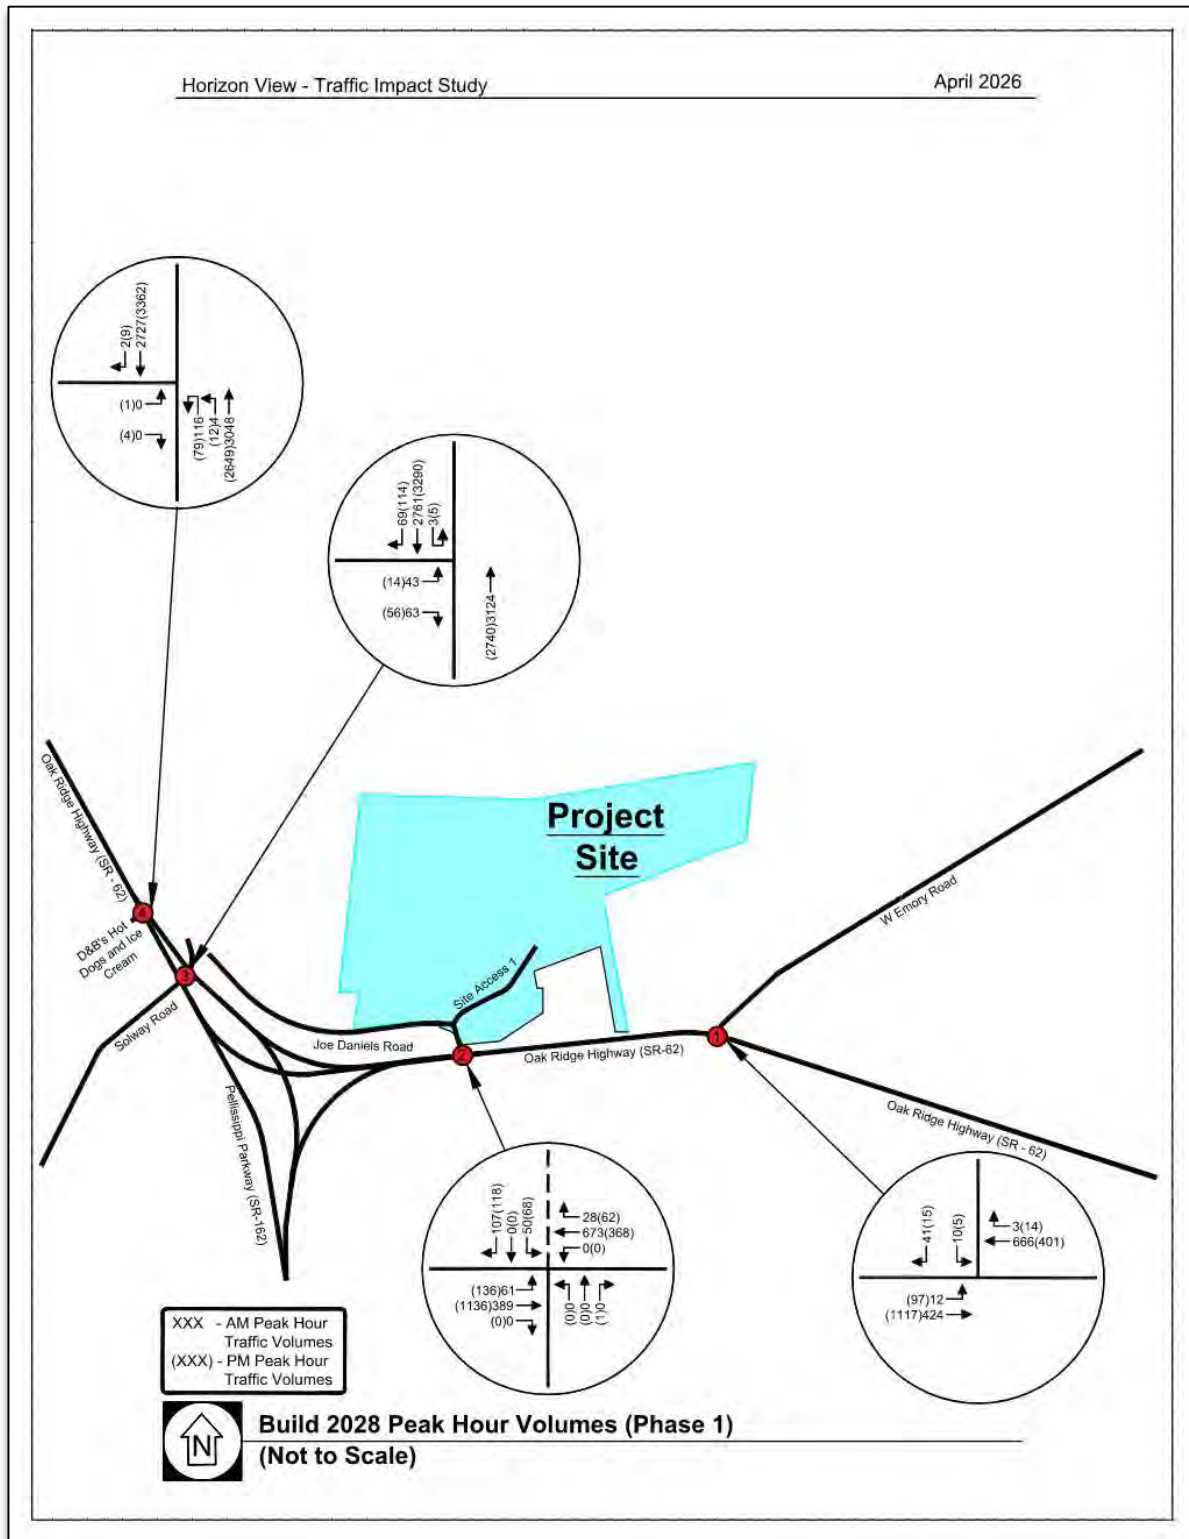 Horizon View - Traffic Impact Study
April 2026
2(9)
2727(3362)
(1)0
(4)0
(79)116
(12)4
(2649)3048
69(114)
2761(3290)
3(5)
(14)43
(56)63
(2740)3124
Project
Site
Oak Ridge Highway (SR - 62)
W Emory Road
4
D&B's Hot
Dogs and Ice
Cream
3
Solway Road
Site Access 1
Joe Daniels Road
2
Oak Ridge Highway (SR-62)
1
Pellissippi Parkway (SR-162)
Oak Ridge Highway (SR - 62)
107(118)
0(0)
50(68)
28(62)
673(368)
0(0)
(136)61
(1136)389
(0)0
(0)0
(0)0
(1)0
41(15)
10(5)
3(14)
666(401)
(97)12
(1117)424
XXX - AM Peak Hour
Traffic Volumes
(XXX) - PM Peak Hour
Traffic Volumes
N
Build 2028 Peak Hour Volumes (Phase 1)
(Not to Scale)